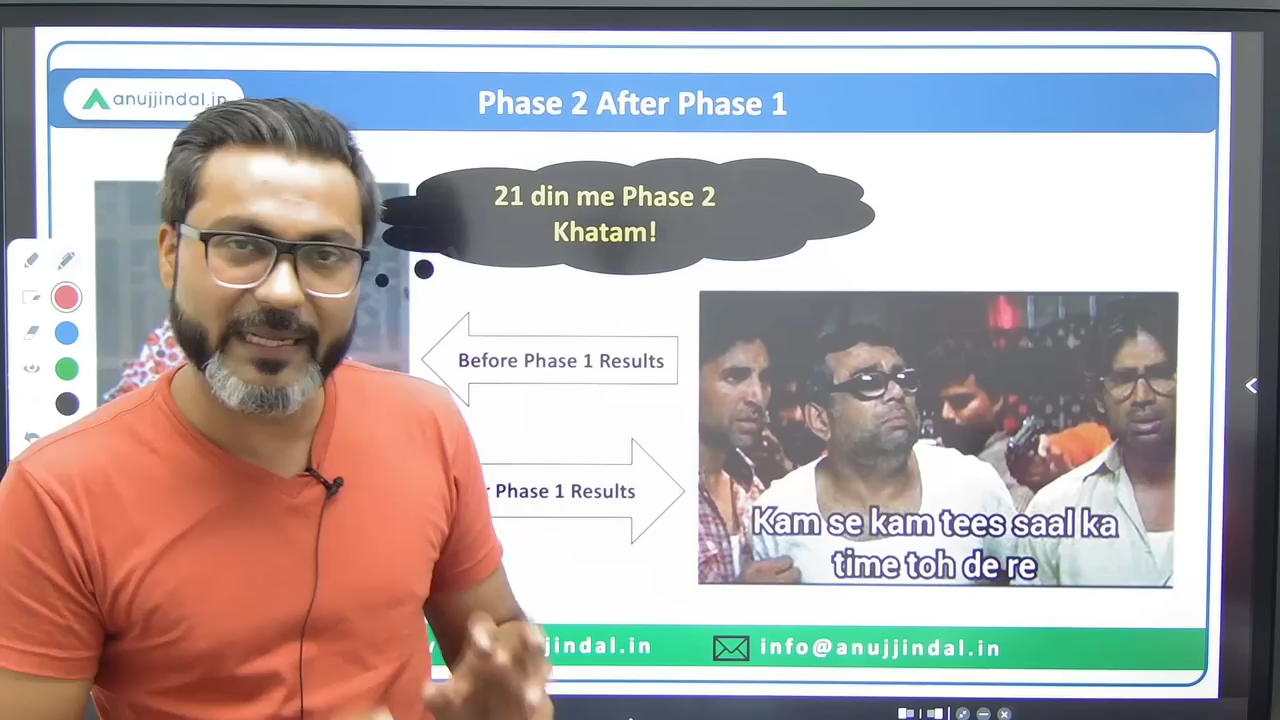 anujjindal.in
Phase 2 After Phase 1
21 din me Phase 2
Khatam!
Before Phase 1 Results
Phase 1 Results
Kam se kam tees saal ka
time toh de re
jindal.in
info@anujjindal.in